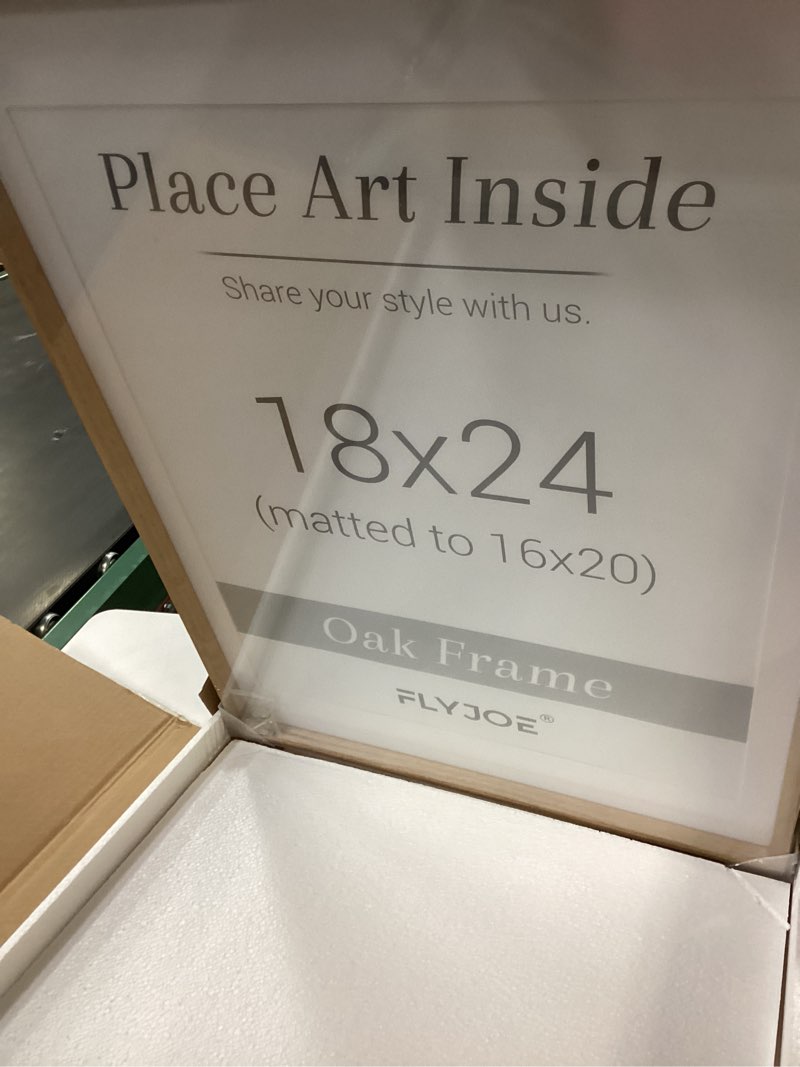 Place Art Inside
Share your style with us.
18x24
(matted to 16x20)
Oak Frame
FLYJOE®